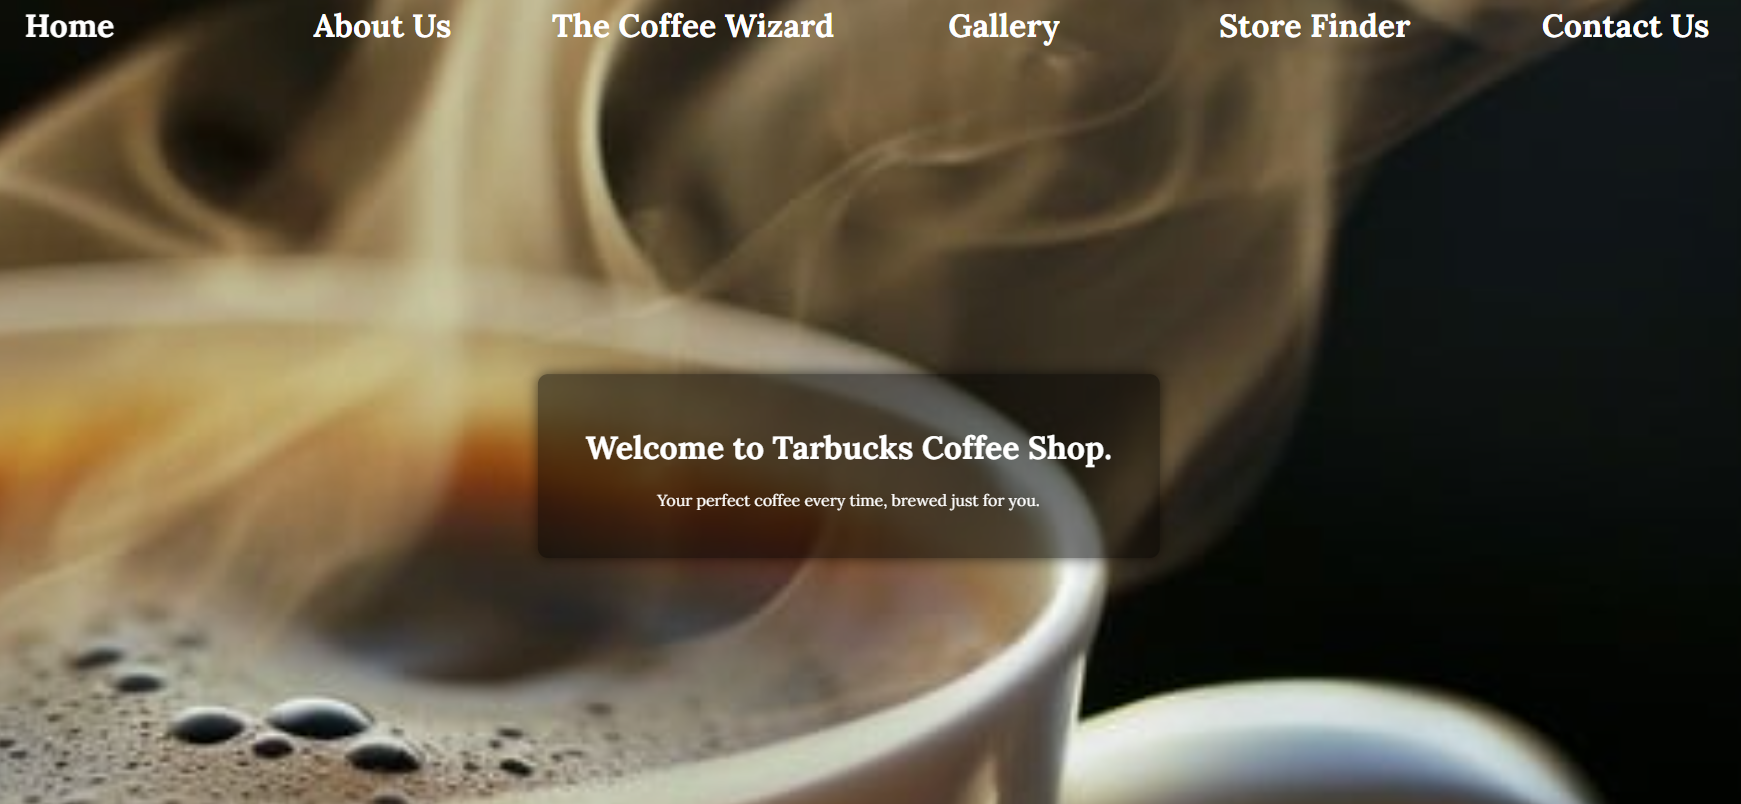 Home About Us The Coffee Wizard Gallery Store Finder Contact Us
Welcome to Tarbucks Coffee Shop.
Your perfect coffee every time, brewed just for you.